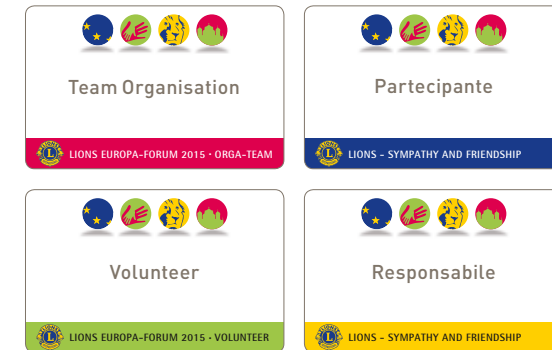 Team Organisation
LIONS EUROPA-FORUM 2015 · ORGA-TEAM
Partecipante
LIONS - SYMPATHY AND FRIENDSHIP
Volunteer
LIONS EUROPA-FORUM 2015 · VOLUNTEER
Responsabile
LIONS - SYMPATHY AND FRIENDSHIP